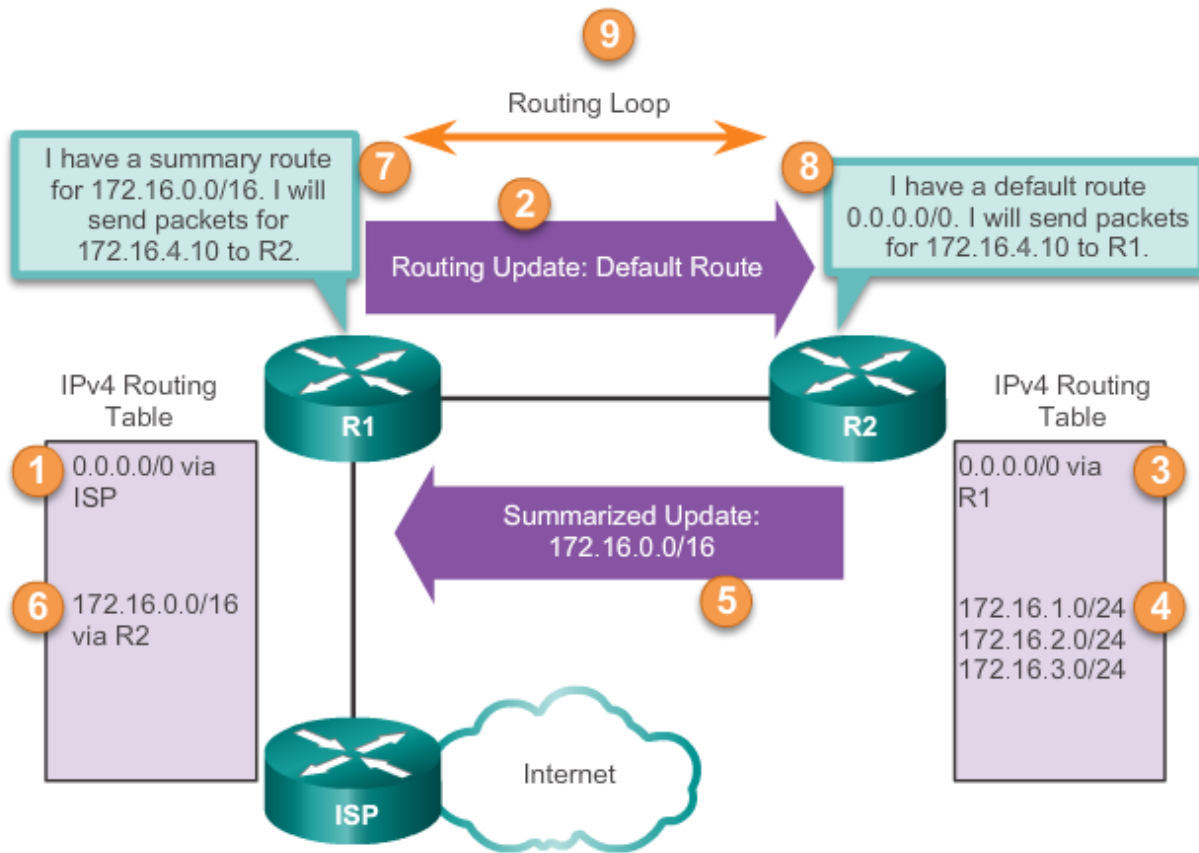 9
Routing Loop
7
I have a summary route
for 172.16.0.0/16. I will
send packets for
172.16.4.10 to R2.
2
Routing Update: Default Route
8
I have a default route
0.0.0.0/0. I will send packets
for 172.16.4.10 to R1.
IPv4 Routing
Table
R1
R2
IPv4 Routing
Table
1
0.0.0.0/0 via
ISP
6
172.16.0.0/16
via R2
Summarized Update:
172.16.0.0/16
5
0.0.0.0/0 via
R1
3
172.16.1.0/24
172.16.2.0/24
172.16.3.0/24
4
Internet
ISP